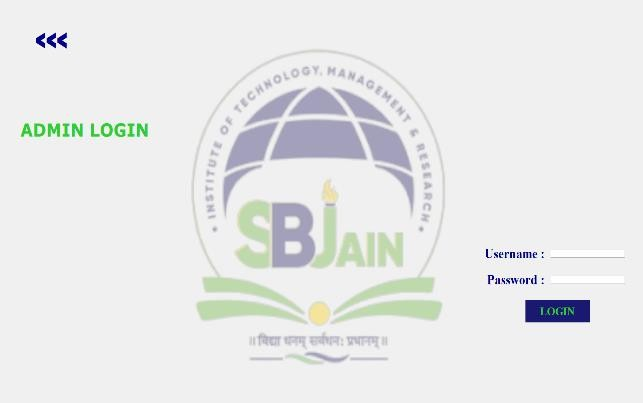 <<<
INSTITUTE OF TECHNOLOGY, MANAGEMENT & RESEARCH
ADMIN LOGIN
SBJAIN
Username :
Password :
LOGIN
॥ विद्या धनम् सर्वधनः प्रधानम् ॥